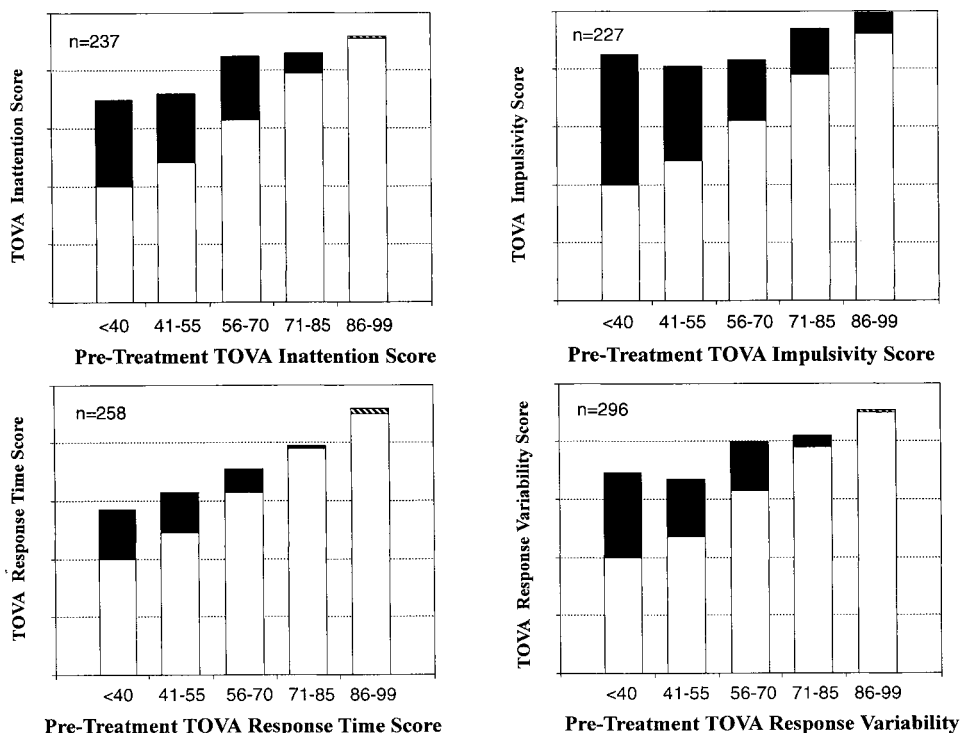 n=237
TOVA Inattention Score
<40 41-55 56-70 71-85 86-99
Pre-Treatment TOVA Inattention Score
n=227
TOVA Impulsivity Score
<40 41-55 56-70 71-85 86-99
Pre-Treatment TOVA Impulsivity Score
n=258
TOVA Response Time Score
<40 41-55 56-70 71-85 86-99
Pre-Treatment TOVA Response Time Score
n=296
TOVA Response Variability Score
<40 41-55 56-70 71-85 86-99
Pre-Treatment TOVA Response Variability